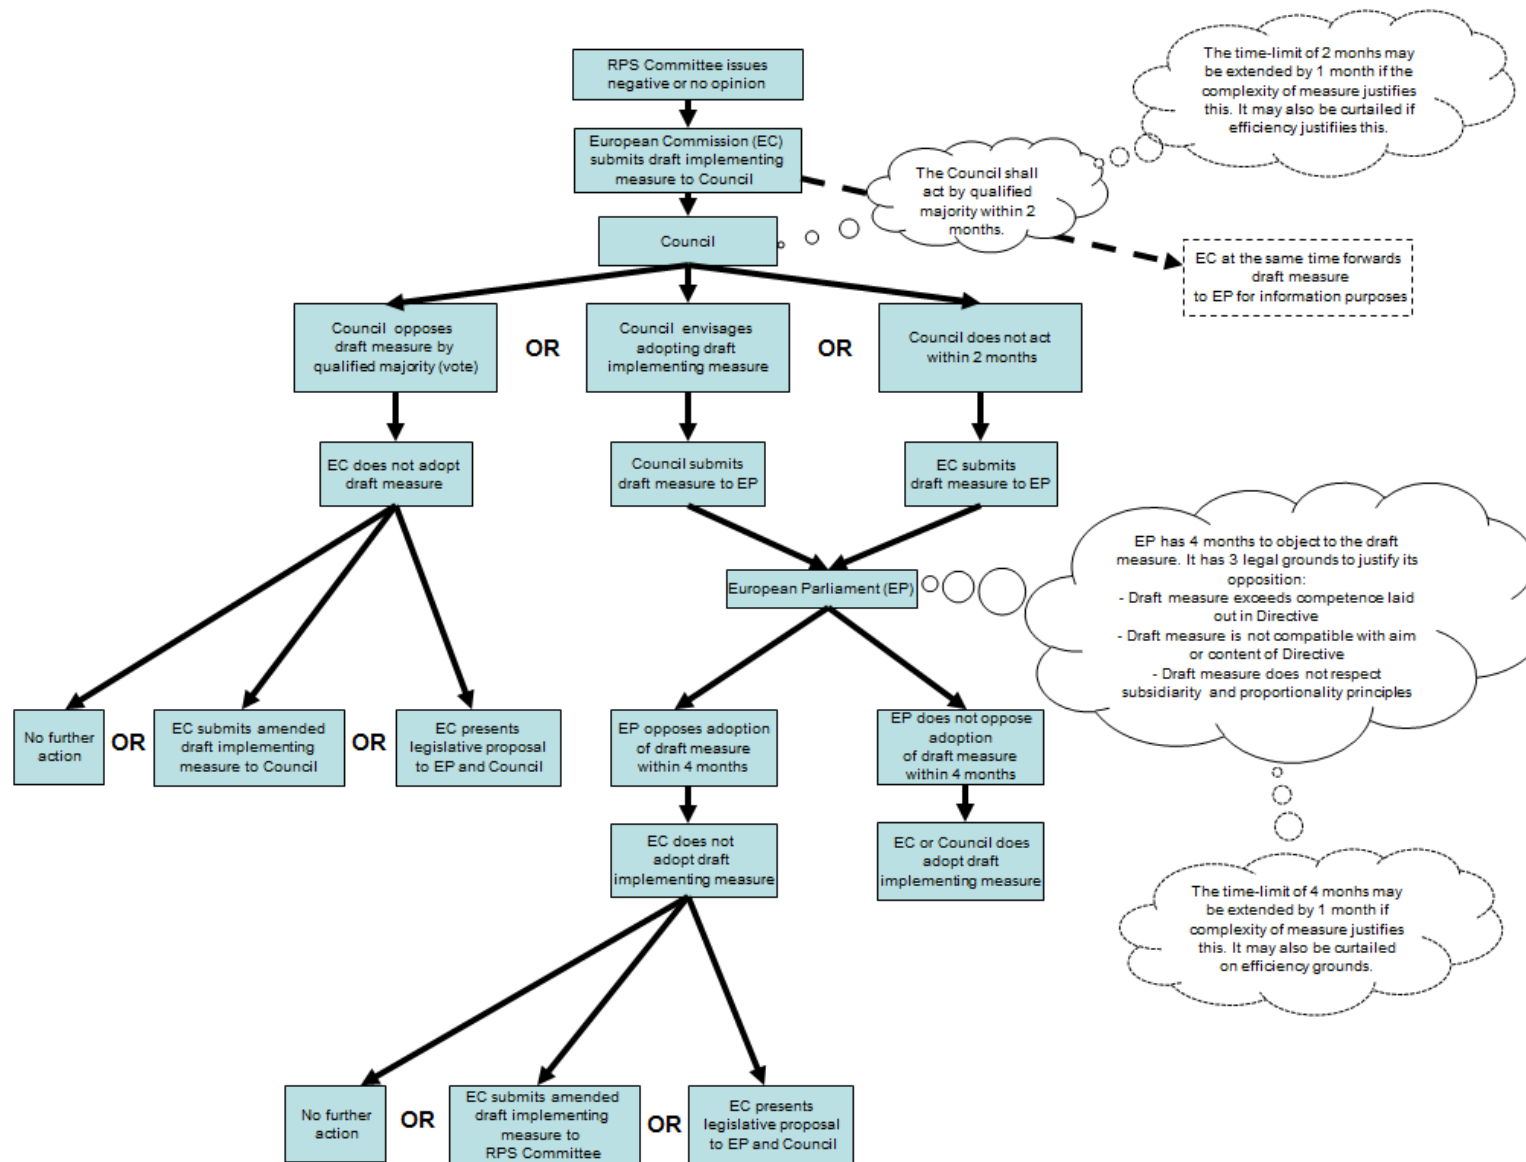 RPS Committee issues
negative or no opinion
The time-limit of 2 monhs may
be extended by 1 month if the
complexity of measure justifies
this. It may also be curtailed if
efficiency justifiies this.
European Commission (EC)
submits draft implementing
measure to Council
The Council shall
act by qualified
majority within 2
months.
Council
EC at the same time forwards
draft measure
to EP for information purposes
Council opposes
draft measure by
qualified majority (vote)
OR
Council envisages
adopting draft
implementing measure
OR
Council does not act
within 2 months
EC does not adopt
draft measure
Council submits
draft measure to EP
EC submits
draft measure to EP
European Parliament (EP)
EP has 4 months to object to the draft
measure. It has 3 legal grounds to justify its
opposition:
- Draft measure exceeds competence laid
out in Directive
- Draft measure is not compatible with aim
or content of Directive
- Draft measure does not respect
subsidiarity and proportionality principles
No further
action
OR
EC submits amended
draft implementing
measure to Council
OR
EC presents
legislative proposal
to EP and Council
EP opposes adoption
of draft measure
within 4 months
EP does not oppose
adoption
of draft measure
within 4 months
EC does not
adopt draft
implementing measure
EC or Council does
adopt draft
implementing measure
The time-limit of 4 monhs may
be extended by 1 month if
complexity of measure justifies
this. It may also be curtailed
on efficiency grounds.
No further
action
OR
EC submits amended
draft implementing
measure to
RPS Committee
OR
EC presents
legislative proposal
to EP and Council